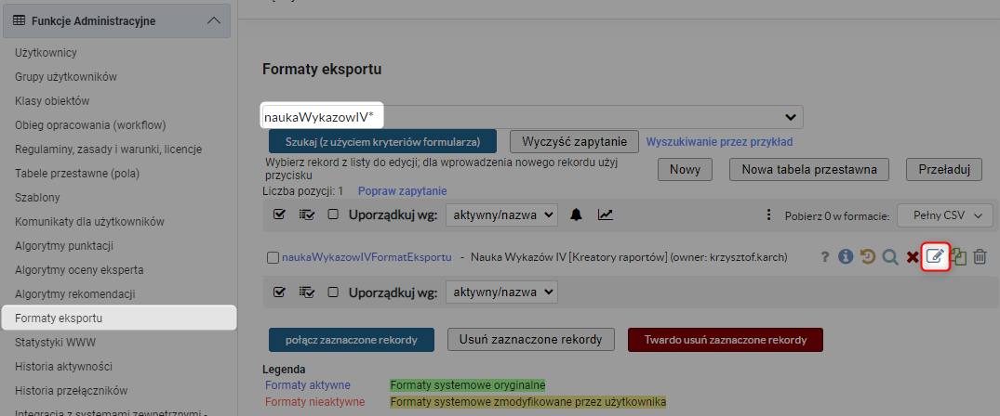 Funkcje Administracyjne
Użytkownicy
Grupy użytkowników
Klasy obiektów
Obieg opracowania (workflow)
Regulaminy, zasady i warunki, licencje
Tabele przestawne (pola)
Szablony
Komunikaty dla użytkowników
Algorytmy punktacji
Algorytmy oceny eksperta
Algorytmy rekomendacji
Formaty eksportu
Statystyki WWW
Historia aktywności
Historia przełączników
Integracja z systemami zewnętrznymi -
Formaty eksportu
naukaWykazowIV*
Szukaj (z użyciem kryteriów formularza)
Wyczyść zapytanie
Wyszukiwanie przez przykład
Wybierz rekord z listy do edycji; dla wprowadzenia nowego rekordu użyj
przycisku
Nowy
Nowa tabela przestawna
Przeładuj
Liczba pozycji: 1 Popraw zapytanie
Uporządkuj wg: aktywny/nazwa
Pobierz 0 w formacie: Pełny CSV
naukaWykazowIVFormatEksportu - Nauka Wykazów IV [Kreatory raportów] (owner: krzysztof.karch)
?
Uporządkuj wg: aktywny/nazwa
połącz zaznaczone rekordy
Usuń zaznaczone rekordy
Twardo usuń zaznaczone rekordy
Legenda
Formaty aktywne Formaty systemowe oryginalne
Formaty nieaktywne Formaty systemowe zmodyfikowane przez użytkownika